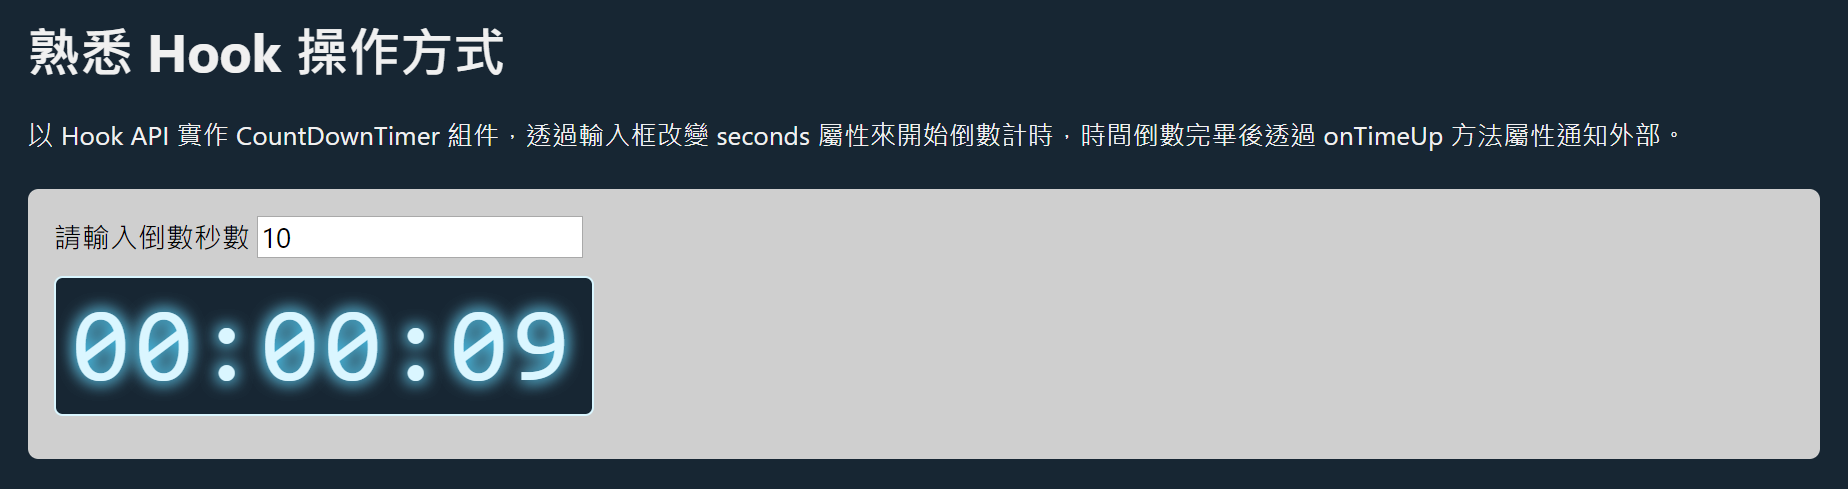 熟悉 Hook 操作方式
以 Hook API 實作 CountDownTimer 組件，透過輸入框改變 seconds 屬性來開始倒數計時，時間倒數完畢後透過 onTimeUp 方法屬性通知外部。
請輸入倒數秒數 10
00:00:09